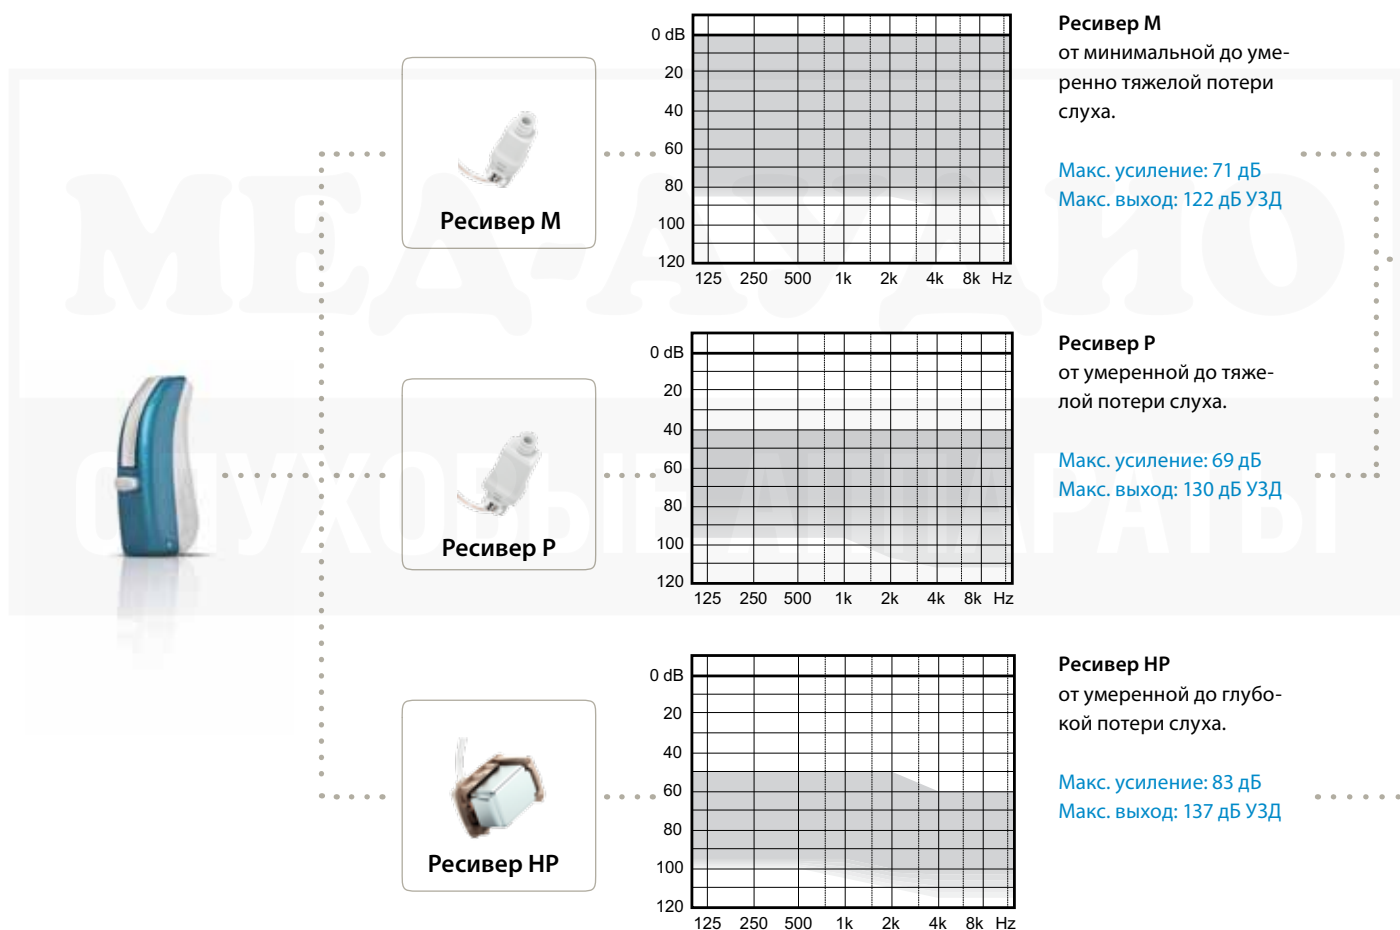 МЕД-АУДИО
СЛУХОВЫЕ АППАРАТЫ
Ресивер M
0 dB
20
40
60
80
100
120
125 250 500 1k 2k 4k 8k Hz
Ресивер M
от минимальной до уме-
ренно тяжелой потери
слуха.
Макс. усиление: 71 дБ
Макс. выход: 122 дБ УЗД
Ресивер P
0 dB
20
40
60
80
100
120
125 250 500 1k 2k 4k 8k Hz
Ресивер P
от умеренной до тяже-
лой потери слуха.
Макс. усиление: 69 дБ
Макс. выход: 130 дБ УЗД
Ресивер HP
0 dB
20
40
60
80
100
120
125 250 500 1k 2k 4k 8k Hz
Ресивер HP
от умеренной до глубо-
кой потери слуха.
Макс. усиление: 83 дБ
Макс. выход: 137 дБ УЗД